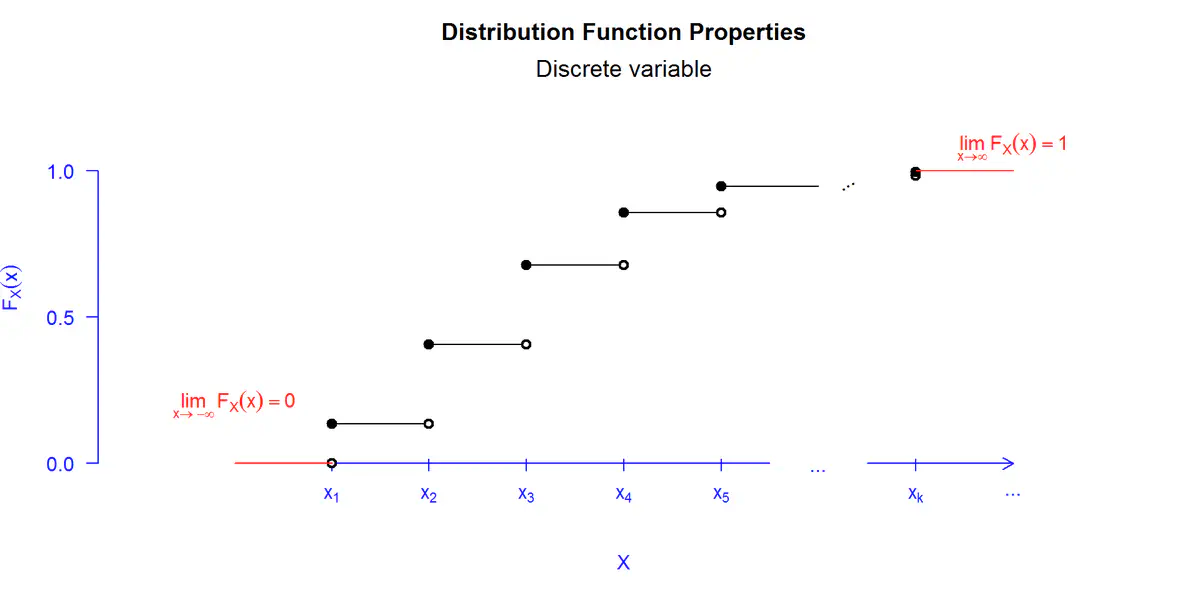 Distribution Function Properties
Discrete variable
lim F_X(x) = 1
x→∞
1.0
F_X(x)
0.5
lim F_X(x) = 0
x→ −∞
0.0
...
x₁ x₂ x₃ x₄ x₅ xₖ ...
X